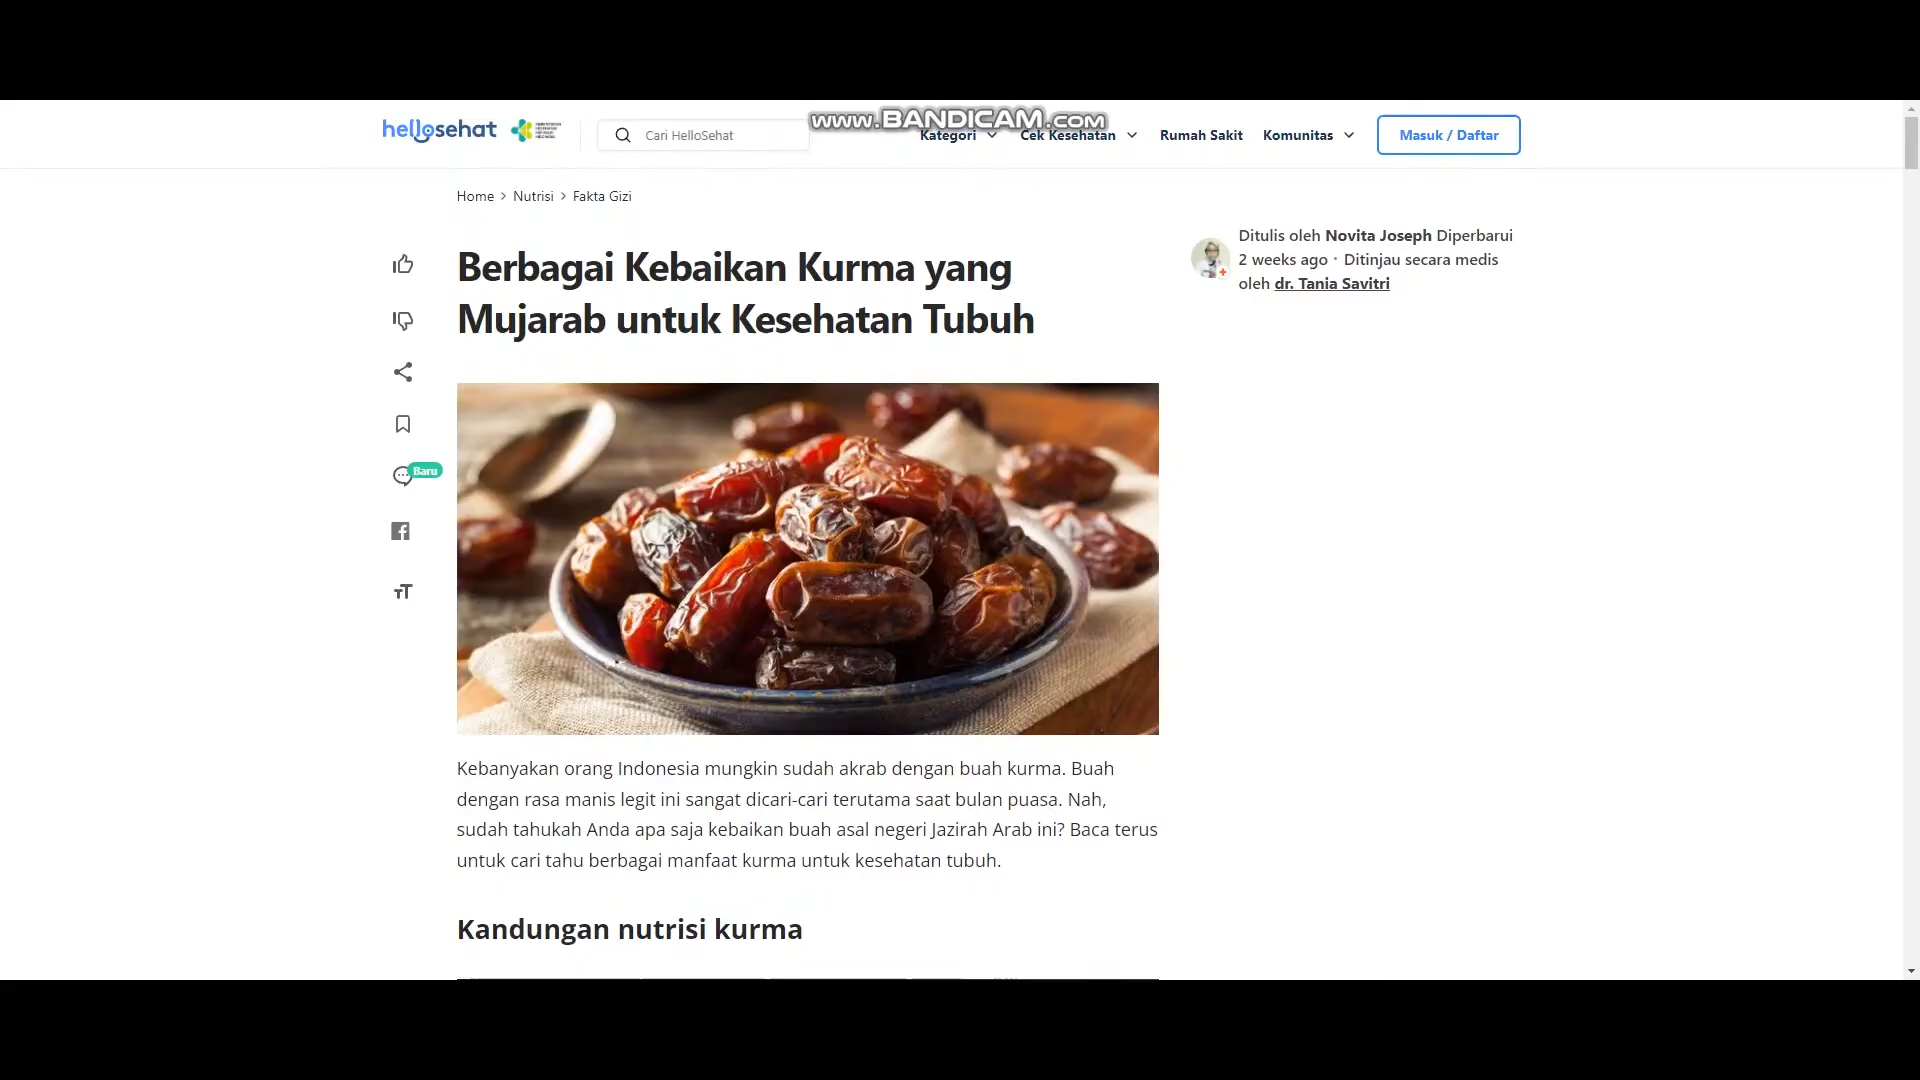 www.BANDICAM.com
hellosehat
Cari HelloSehat
Kategori
Cek Kesehatan
Rumah Sakit
Komunitas
Masuk / Daftar
Home > Nutrisi > Fakta Gizi
Berbagai Kebaikan Kurma yang
Mujarab untuk Kesehatan Tubuh
Ditulis oleh Novita Joseph Diperbarui
2 weeks ago · Ditinjau secara medis
oleh dr. Tania Savitri
Baru
Kebanyakan orang Indonesia mungkin sudah akrab dengan buah kurma. Buah
dengan rasa manis legit ini sangat dicari-cari terutama saat bulan puasa. Nah,
sudah tahukah Anda apa saja kebaikan buah asal negeri Jazirah Arab ini? Baca terus
untuk cari tahu berbagai manfaat kurma untuk kesehatan tubuh.
Kandungan nutrisi kurma